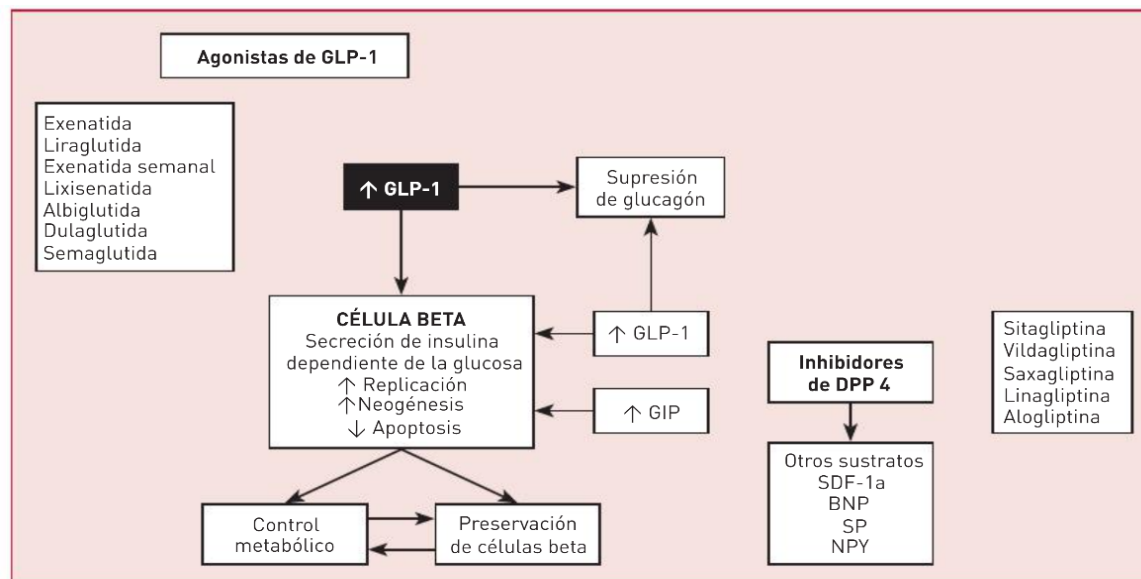 Agonistas de GLP-1
Exenatida
Liraglutida
Exenatida semanal
Lixisenatida
Albiglutida
Dulaglutida
Semaglutida
↑ GLP-1
Supresión
de glucagón
CÉLULA BETA
Secreción de insulina
dependiente de la glucosa
↑ Replicación
↑Neogénesis
↓ Apoptosis
↑ GLP-1
↑ GIP
Control
metabólico
Preservación
de células beta
Inhibidores
de DPP 4
Otros sustratos
SDF-1a
BNP
SP
NPY
Sitagliptina
Vildagliptina
Saxagliptina
Linagliptina
Alogliptina